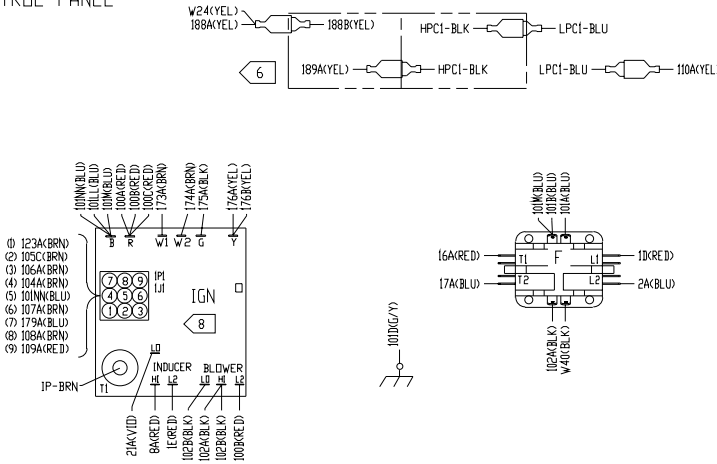 TROL PANEL
W24(YEL)
188A(YEL)
188B(YEL)
HPC1-BLK
LPC1-BLU
6
189A(YEL)
HPC1-BLK
LPC1-BLU
110A(YEL)
101NN(BLU)
101LL(BLU)
101M(BLU)
100A(RED)
100B(RED)
100C(RED)
173A(BRN)
174A(BRN)
175A(BLK)
176A(YEL)
176B(YEL)
B R W1 W2 G Y
(1) 123A(BRN)
(2) 105C(BRN)
(3) 106A(BRN)
(4) 104A(BRN)
(5) 101NN(BLU)
(6) 107A(BRN)
(7) 179A(BLU)
(8) 108A(BRN)
(9) 109A(RED)
7 8 9
4 5 6
1 2 3
1P1
1J1
IGN
8
LO
INDUCER
HI L2
BLOWER
LO HI L2
T1
1P-BRN
21A(VIO)
8A(RED)
1E(RED)
102B(BLK)
102A(BLK)
102B(BLK)
100B(RED)
101D(G/Y)
101M(BLU)
101B(BLU)
101A(BLU)
16A(RED)
17A(BLU)
T1
T2
F
L1
L2
1D(RED)
2A(BLU)
102A(BLK)
W40(BLK)